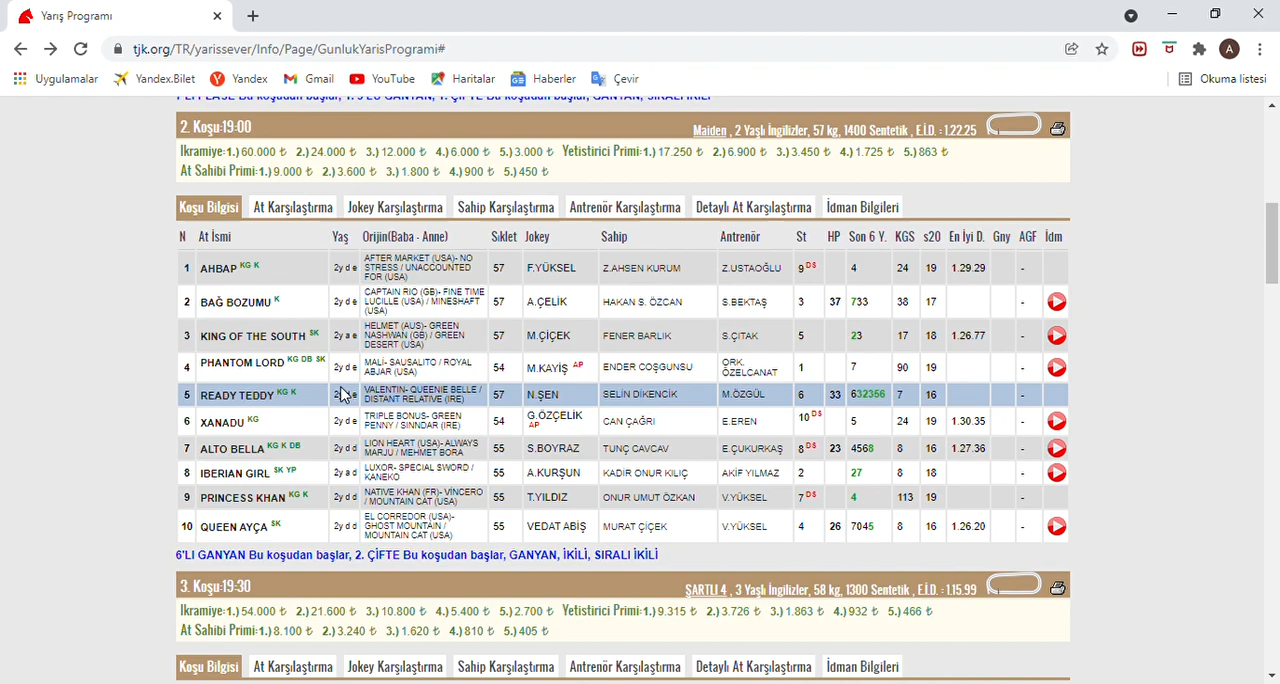 Yarış Programı
tjk.org/TR/yarissever/Info/Page/GunlukYarisProgrami#
A
Uygulamalar Yandex.Bilet Yandex Gmail YouTube Haritalar Haberler Çevir Okuma listesi
2. Koşu:19:00 Maiden , 2 Yaşlı İngilizler, 57 kg, 1400 Sentetik , E.İ.D. : 1.22.25
Ikramiye:1.) 60.000 ₺ 2.) 24.000 ₺ 3.) 12.000 ₺ 4.) 6.000 ₺ 5.) 3.000 ₺ Yetistirici Primi:1.) 17.250 ₺ 2.) 6.900 ₺ 3.) 3.450 ₺ 4.) 1.725 ₺ 5.) 863 ₺
At Sahibi Primi:1.) 9.000 ₺ 2.) 3.600 ₺ 3.) 1.800 ₺ 4.) 900 ₺ 5.) 450 ₺
Koşu Bilgisi At Karşılaştırma Jokey Karşılaştırma Sahip Karşılaştırma Antrenör Karşılaştırma Detaylı At Karşılaştırma İdman Bilgileri
N At İsmi Yaş Orijin(Baba - Anne) Sıklet Jokey Sahip Antrenör St HP Son 6 Y. KGS s20 En İyi D. Gny AGF İdm
1 AHBAP KG K 2y d e AFTER MARKET (USA)- NO STRESS / UNACCOUNTED FOR (USA) 57 F.YÜKSEL Z.AHSEN KURUM Z.USTAOĞLU 9 DS 4 24 19 1.29.29 -
2 BAĞ BOZUMU K 2y d e CAPTAIN RIO (GB)- FINE TIME LUCILLE (USA) / MINESHAFT (USA) 57 A.ÇELİK HAKAN S. ÖZCAN S.BEKTAŞ 3 37 733 38 17 -
3 KING OF THE SOUTH SK 2y a e HELMET (AUS)- GREEN NASHWAN (GB) / GREEN DESERT (USA) 57 M.ÇİÇEK FENER BARLIK S.ÇITAK 5 23 17 18 1.26.77 -
4 PHANTOM LORD KG DB SK 2y d e MALİ- SAUSALITO / ROYAL ABJAR (USA) 54 M.KAYİŞ AP ENDER COŞGUNSU ORK. ÖZELCANAT 1 7 90 19 -
5 READY TEDDY KG K 2y e VALENTIN- QUEENIE BELLE / DISTANT RELATIVE (IRE) 57 N.ŞEN SELİN DİKENCİK M.ÖZGÜL 6 33 632356 7 16 -
6 XANADU KG 2y d e TRIPLE BONUS- GREEN PENNY / SINNDAR (IRE) 54 G.ÖZÇELİK AP CAN ÇAĞRI E.EREN 10 DS 5 24 19 1.30.35 -
7 ALTO BELLA KG K DB 2y d d LION HEART (USA)- ALWAYS MARJU / MEHMET BORA 55 S.BOYRAZ TUNÇ CAVCAV E.ÇUKURKAŞ 8 DS 23 4568 8 16 1.27.36 -
8 IBERIAN GIRL SK YP 2y a d LUXOR- SPECIAL SWORD / KANEKO 55 A.KURŞUN KADİR ONUR KILIÇ AKİF YILMAZ 2 27 8 18 -
9 PRINCESS KHAN KG K 2y d d NATIVE KHAN (FR)- VİNCERO / MOUNTAIN CAT (USA) 55 T.YILDIZ ONUR UMUT ÖZKAN V.YÜKSEL 7 DS 4 113 19 -
10 QUEEN AYÇA SK 2y d d EL CORREDOR (USA)- GHOST MOUNTAIN / MOUNTAIN CAT (USA) 55 VEDAT ABİŞ MURAT ÇİÇEK V.YÜKSEL 4 26 7045 8 16 1.26.20 -
6'LI GANYAN Bu koşudan başlar, 2. ÇİFTE Bu koşudan başlar, GANYAN, İKİLİ, SIRALI İKİLİ
3. Koşu:19:30 ŞARTLI 4 , 3 Yaşlı İngilizler, 58 kg, 1300 Sentetik , E.İ.D. : 1.15.99
Ikramiye:1.) 54.000 ₺ 2.) 21.600 ₺ 3.) 10.800 ₺ 4.) 5.400 ₺ 5.) 2.700 ₺ Yetistirici Primi:1.) 9.315 ₺ 2.) 3.726 ₺ 3.) 1.863 ₺ 4.) 932 ₺ 5.) 466 ₺
At Sahibi Primi:1.) 8.100 ₺ 2.) 3.240 ₺ 3.) 1.620 ₺ 4.) 810 ₺ 5.) 405 ₺
Koşu Bilgisi At Karşılaştırma Jokey Karşılaştırma Sahip Karşılaştırma Antrenör Karşılaştırma Detaylı At Karşılaştırma İdman Bilgileri